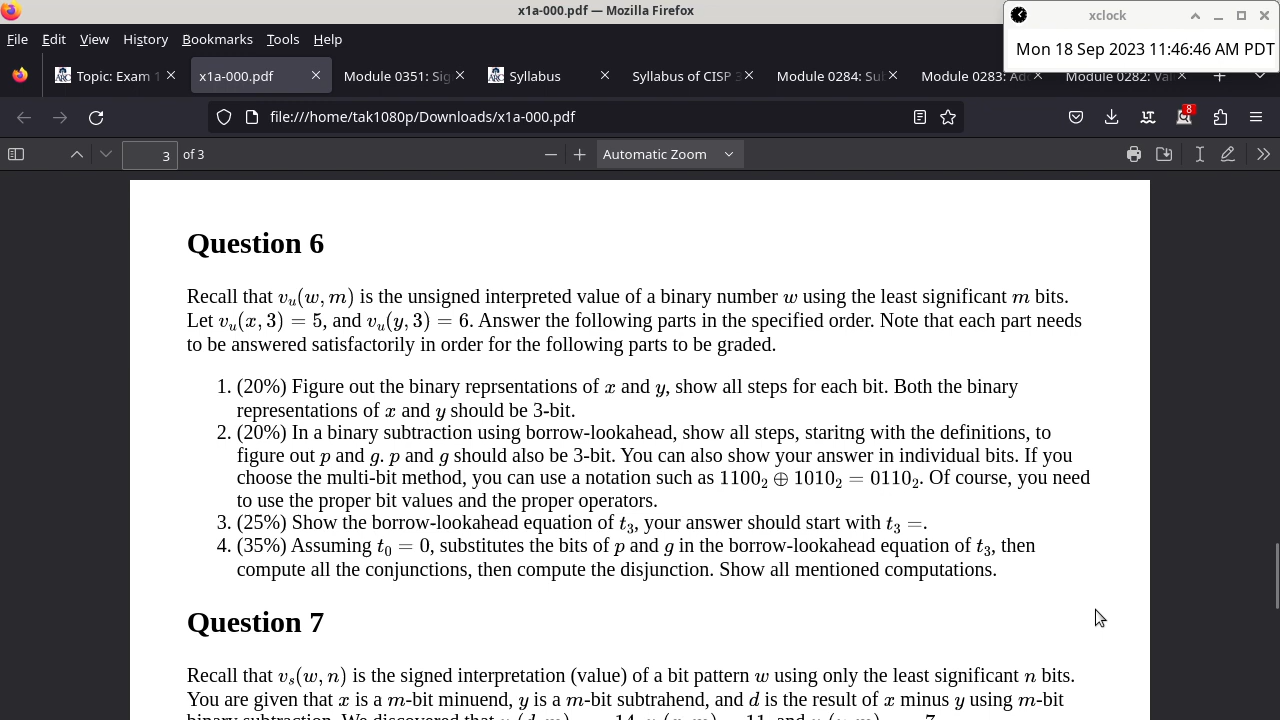 x1a-000.pdf — Mozilla Firefox
xclock
Mon 18 Sep 2023 11:46:46 AM PDT
File Edit View History Bookmarks Tools Help
Topic: Exam 1 x1a-000.pdf Module 0351: Sig Syllabus Syllabus of CISP 3 Module 0284: Sul Module 0283: Ad Module 0282: Val
file:///home/tak1080p/Downloads/x1a-000.pdf 8
3 of 3 Automatic Zoom
Question 6
Recall that v_u(w, m) is the unsigned interpreted value of a binary number w using the least significant m bits.
Let v_u(x, 3) = 5, and v_u(y, 3) = 6. Answer the following parts in the specified order. Note that each part needs
to be answered satisfactorily in order for the following parts to be graded.
1. (20%) Figure out the binary reprsentations of x and y, show all steps for each bit. Both the binary
representations of x and y should be 3-bit.
2. (20%) In a binary subtraction using borrow-lookahead, show all steps, staritng with the definitions, to
figure out p and g. p and g should also be 3-bit. You can also show your answer in individual bits. If you
choose the multi-bit method, you can use a notation such as 1100₂ ⊕ 1010₂ = 0110₂. Of course, you need
to use the proper bit values and the proper operators.
3. (25%) Show the borrow-lookahead equation of t₃, your answer should start with t₃ =.
4. (35%) Assuming t₀ = 0, substitutes the bits of p and g in the borrow-lookahead equation of t₃, then
compute all the conjunctions, then compute the disjunction. Show all mentioned computations.
Question 7
Recall that v_s(w, n) is the signed interpretation (value) of a bit pattern w using only the least significant n bits.
You are given that x is a m-bit minuend, y is a m-bit subtrahend, and d is the result of x minus y using m-bit